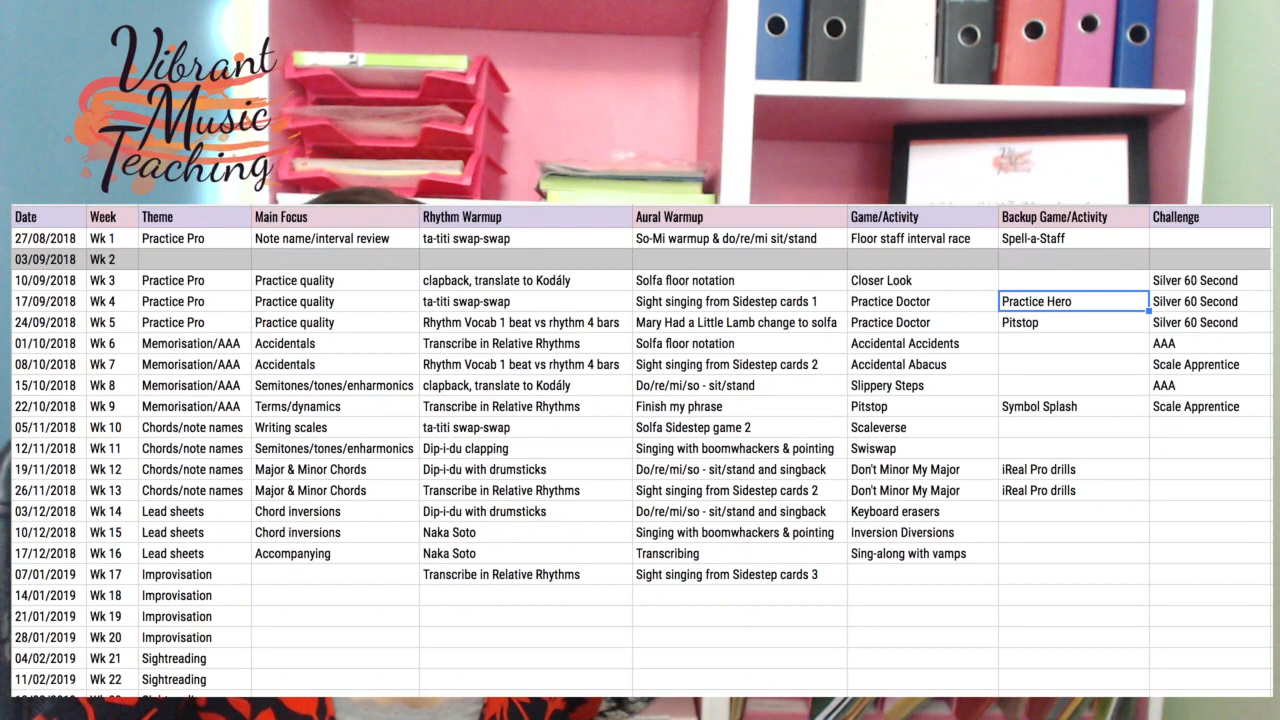 Vibrant
Music
Teaching
Date Week Theme Main Focus Rhythm Warmup Aural Warmup Game/Activity Backup Game/Activity Challenge
27/08/2018 Wk 1 Practice Pro Note name/interval review ta-titi swap-swap So-Mi warmup & do/re/mi sit/stand Floor staff interval race Spell-a-Staff
03/09/2018 Wk 2
10/09/2018 Wk 3 Practice Pro Practice quality clapback, translate to Kodály Solfa floor notation Closer Look Silver 60 Second
17/09/2018 Wk 4 Practice Pro Practice quality ta-titi swap-swap Sight singing from Sidestep cards 1 Practice Doctor Practice Hero Silver 60 Second
24/09/2018 Wk 5 Practice Pro Practice quality Rhythm Vocab 1 beat vs rhythm 4 bars Mary Had a Little Lamb change to solfa Practice Doctor Pitstop Silver 60 Second
01/10/2018 Wk 6 Memorisation/AAA Accidentals Transcribe in Relative Rhythms Solfa floor notation Accidental Accidents AAA
08/10/2018 Wk 7 Memorisation/AAA Accidentals Rhythm Vocab 1 beat vs rhythm 4 bars Sight singing from Sidestep cards 2 Accidental Abacus Scale Apprentice
15/10/2018 Wk 8 Memorisation/AAA Semitones/tones/enharmonics clapback, translate to Kodály Do/re/mi/so - sit/stand Slippery Steps AAA
22/10/2018 Wk 9 Memorisation/AAA Terms/dynamics Transcribe in Relative Rhythms Finish my phrase Pitstop Symbol Splash Scale Apprentice
05/11/2018 Wk 10 Chords/note names Writing scales ta-titi swap-swap Solfa Sidestep game 2 Scaleverse
12/11/2018 Wk 11 Chords/note names Semitones/tones/enharmonics Dip-i-du clapping Singing with boomwhackers & pointing Swiswap
19/11/2018 Wk 12 Chords/note names Major & Minor Chords Dip-i-du with drumsticks Do/re/mi/so - sit/stand and singback Don't Minor My Major iReal Pro drills
26/11/2018 Wk 13 Chords/note names Major & Minor Chords Transcribe in Relative Rhythms Sight singing from Sidestep cards 2 Don't Minor My Major iReal Pro drills
03/12/2018 Wk 14 Lead sheets Chord inversions Dip-i-du with drumsticks Do/re/mi/so - sit/stand and singback Keyboard erasers
10/12/2018 Wk 15 Lead sheets Chord inversions Naka Soto Singing with boomwhackers & pointing Inversion Diversions
17/12/2018 Wk 16 Lead sheets Accompanying Naka Soto Transcribing Sing-along with vamps
07/01/2019 Wk 17 Improvisation Transcribe in Relative Rhythms Sight singing from Sidestep cards 3
14/01/2019 Wk 18 Improvisation
21/01/2019 Wk 19 Improvisation
28/01/2019 Wk 20 Improvisation
04/02/2019 Wk 21 Sightreading
11/02/2019 Wk 22 Sightreading